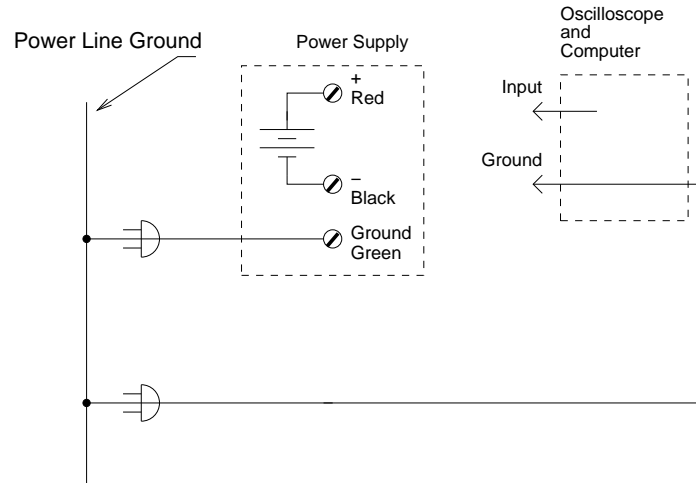 Power Line Ground
Power Supply
Oscilloscope
and
Computer
+
Red
Input
Ground
−
Black
Ground
Green